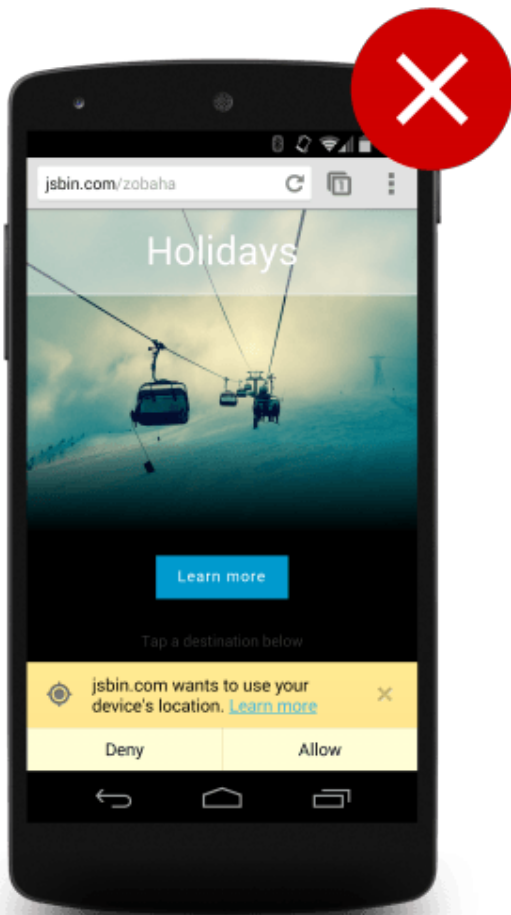 jsbin.com/zobaha
1
Holidays
Learn more
Tap a destination below
jsbin.com wants to use your
device's location. Learn more
Deny
Allow